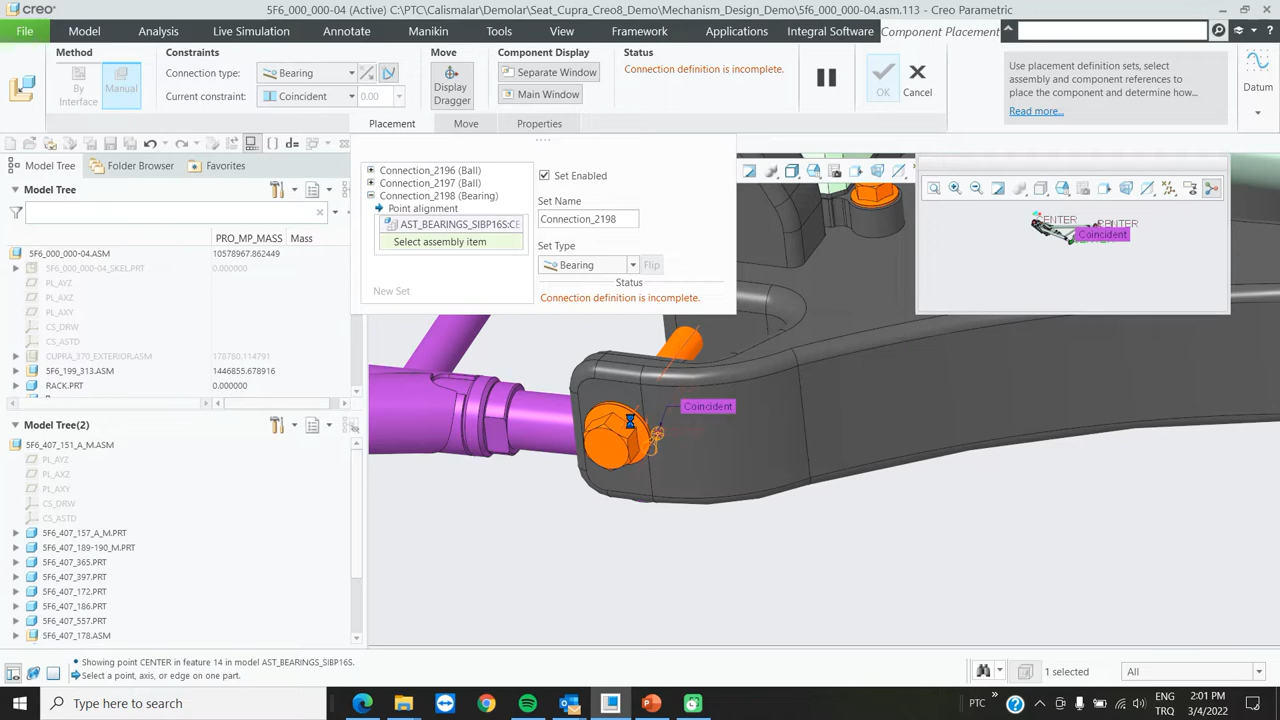 creo
5F6_000_000-04 (Active) C:\PTC\Calismalar\Demolar\Seat_Cupra_Creo8_Demo\Mechanism_Design_Demo\5F6_000_000-04.asm.113 - Creo Parametric
File Model Analysis Live Simulation Annotate Manikin Tools View Framework Applications Integral Software Component Placement
Method Constraints Move Component Display Status
Connection type: Bearing
Current constraint: Coincident 0.00
By Interface
Manual
Display Dragger
Separate Window
Main Window
Connection definition is incomplete.
OK Cancel
Use placement definition sets, select assembly and component references to place the component and determine how...
Read more...
Datum
Placement Move Properties
Model Tree Folder Browser Favorites
Model Tree
PRO_MP_MASS Mass
5F6_000_000-04.ASM 10578967.862449
5F6_000_000-04_SKEL.PRT 0.000000
PL_AYZ
PL_AXZ
PL_AXY
CS_DRW
CS_ASTD
CUPRA_370_EXTERIOR.ASM 178780.114791
5F6_199_313.ASM 1446855.678916
RACK.PRT 0.000000
Model Tree(2)
5F6_407_151_A_M.ASM
PL_AYZ
PL_AXZ
PL_AXY
CS_DRW
CS_ASTD
5F6_407_157_A_M.PRT
5F6_407_189-190_M.PRT
5F6_407_365.PRT
5F6_407_397.PRT
5F6_407_172.PRT
5F6_407_186.PRT
5F6_407_557.PRT
5F6_407_178.ASM
Connection_2196 (Ball)
Connection_2197 (Ball)
Connection_2198 (Bearing)
Point alignment
AST_BEARINGS_SIBP16S:CE
Select assembly item
New Set
Set Enabled
Set Name
Connection_2198
Set Type
Bearing Flip
Status
Connection definition is incomplete.
Coincident
Coincident
Showing point CENTER in feature 14 in model AST_BEARINGS_SIBP16S.
Select a point, axis, or edge on one part.
1 selected All
Type here to search
PTC ENG TRQ 2:01 PM 3/4/2022